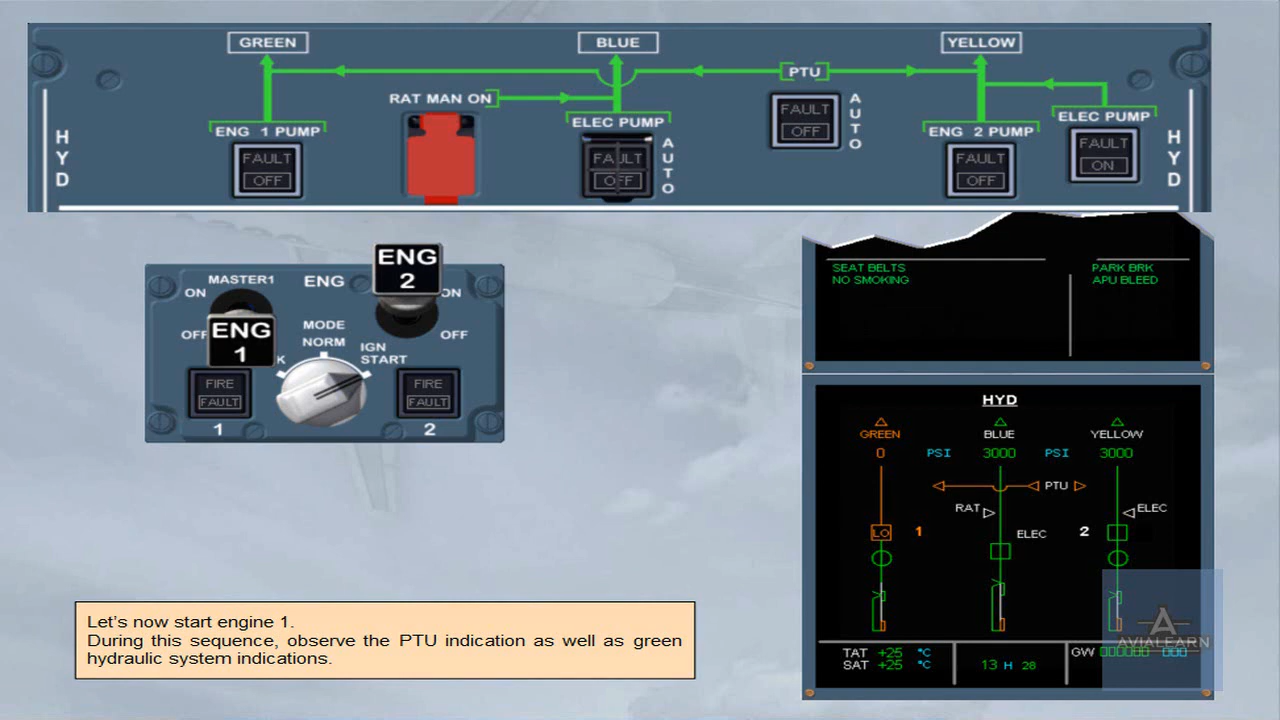 GREEN BLUE YELLOW
PTU
RAT MAN ON
ENG 1 PUMP ELEC PUMP ENG 2 PUMP ELEC PUMP
HYD FAULT OFF FAULT OFF AUTO FAULT OFF AUTO FAULT OFF FAULT ON HYD
MASTER1 ENG ENG 2
ON ON
OFF ENG 1 MODE NORM OFF
K IGN START
FIRE FAULT FIRE FAULT
1 2
SEAT BELTS PARK BRK
NO SMOKING APU BLEED
HYD
GREEN BLUE YELLOW
0 PSI 3000 PSI 3000
PTU
RAT ELEC
LO 1 ELEC 2
TAT +25 °C GW
SAT +25 °C 13 H 28
AVIALEARN
Let's now start engine 1.
During this sequence, observe the PTU indication as well as green
hydraulic system indications.